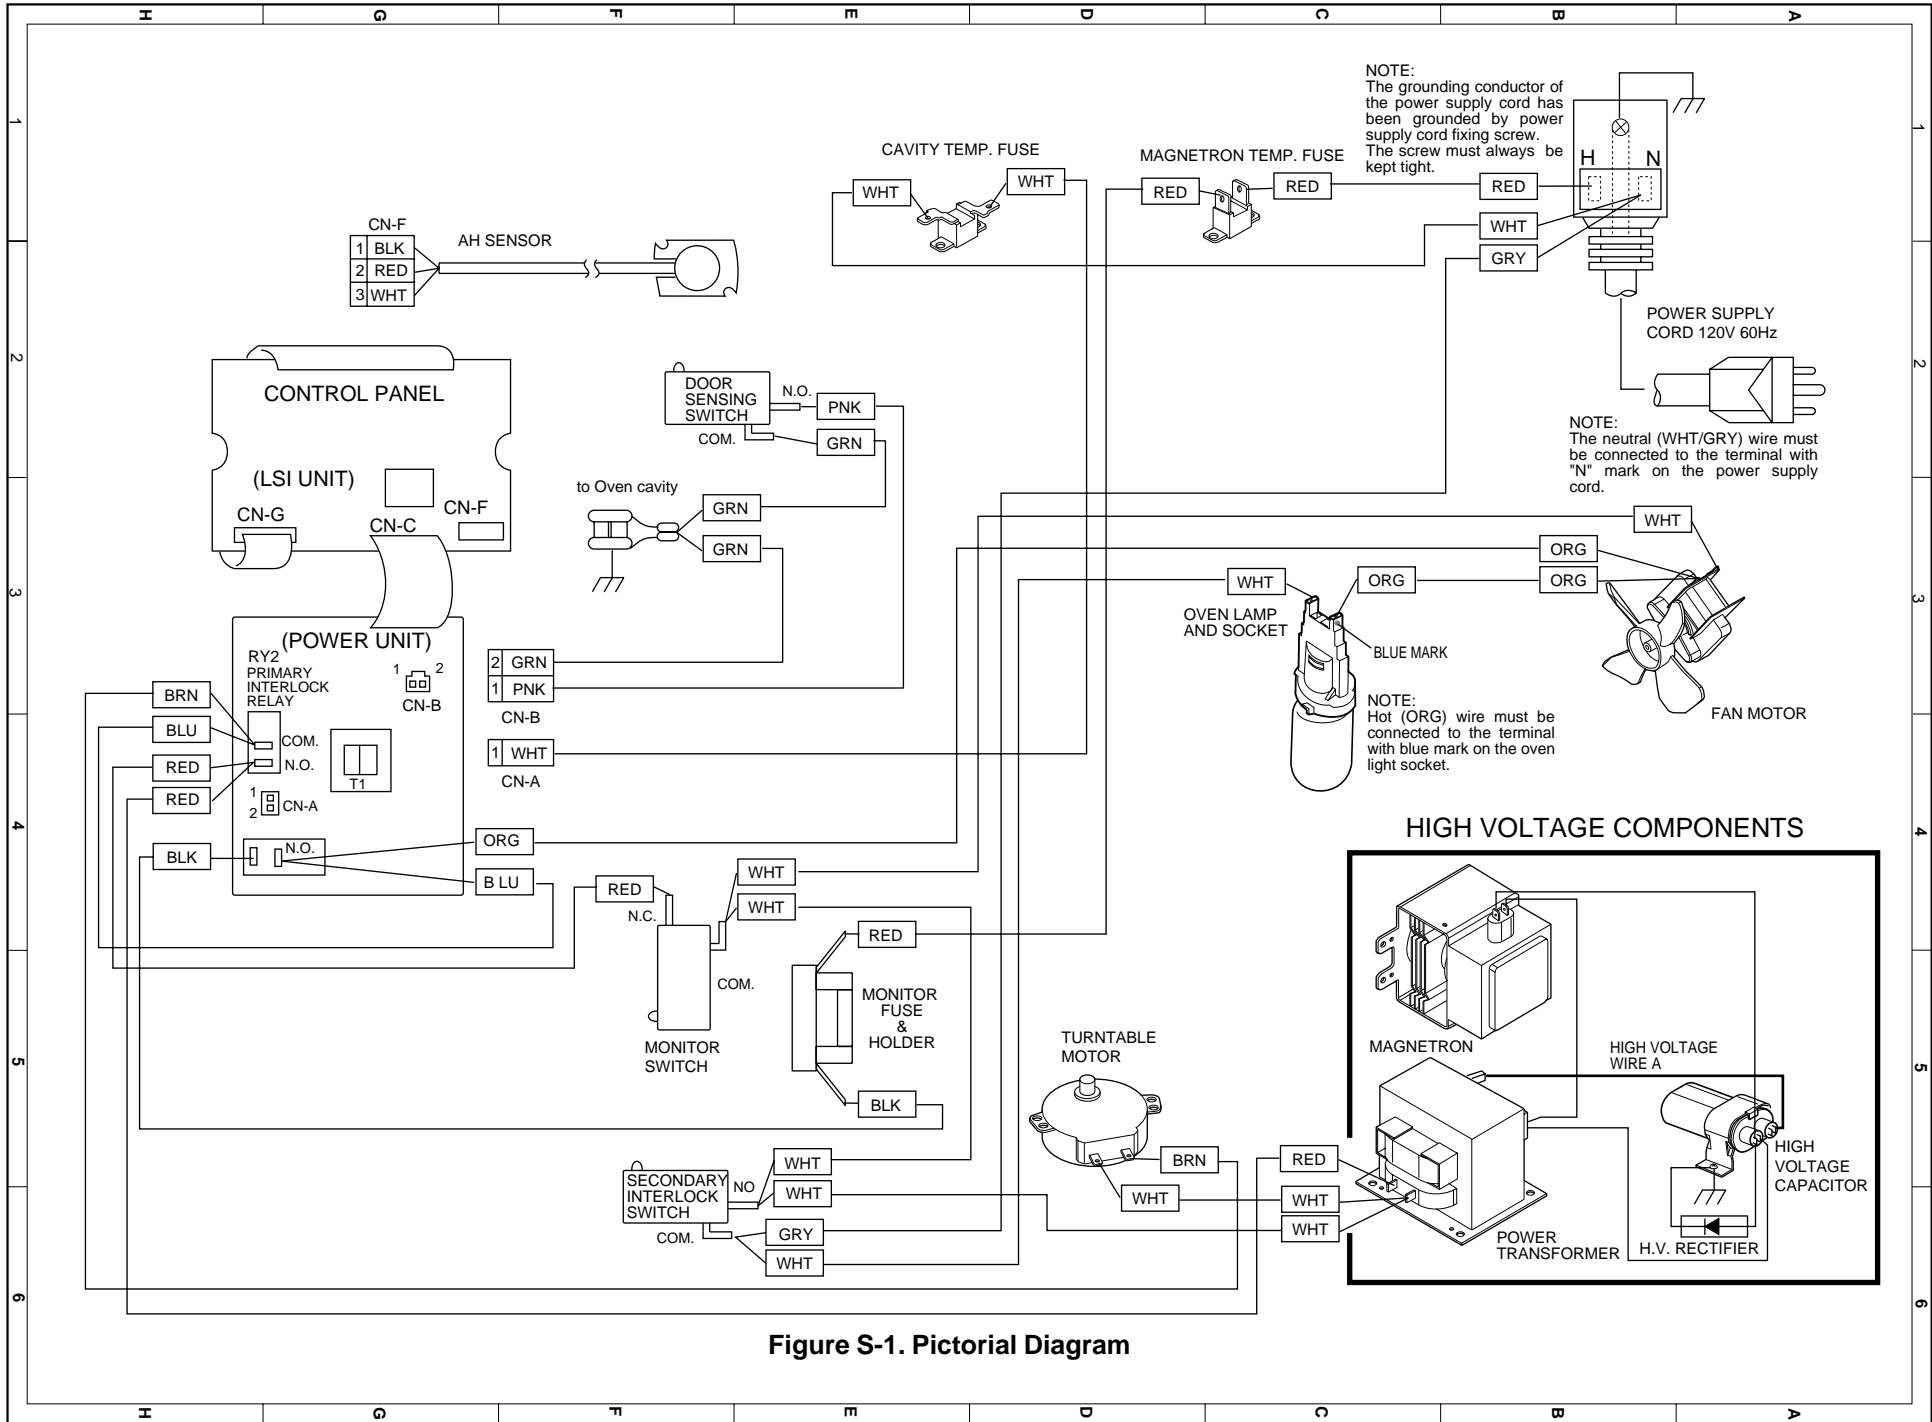 H G F E D C B A
1
1
NOTE:
The grounding conductor of
the power supply cord has
been grounded by power
supply cord fixing screw.
The screw must always be
kept tight.
H N
CAVITY TEMP. FUSE
WHT
WHT
MAGNETRON TEMP. FUSE
RED
RED
RED
WHT
GRY
CN-F
1 BLK
2 RED
3 WHT
AH SENSOR
POWER SUPPLY
CORD 120V 60Hz
2
2
CONTROL PANEL
(LSI UNIT)
CN-G
CN-C
CN-F
DOOR
SENSING
SWITCH
N.O.
PNK
COM.
GRN
NOTE:
The neutral (WHT/GRY) wire must
be connected to the terminal with
"N" mark on the power supply
cord.
to Oven cavity
GRN
GRN
3
3
WHT
ORG
ORG
WHT
ORG
OVEN LAMP
AND SOCKET
BLUE MARK
NOTE:
Hot (ORG) wire must be
connected to the terminal
with blue mark on the oven
light socket.
FAN MOTOR
(POWER UNIT)
RY2
PRIMARY
INTERLOCK
RELAY
1 2
CN-B
COM.
N.O.
T1
1
2
CN-A
N.O.
BRN
BLU
RED
RED
BLK
2 GRN
1 PNK
CN-B
1 WHT
CN-A
4
4
ORG
B LU
RED
N.C.
WHT
WHT
COM.
MONITOR
SWITCH
RED
MONITOR
FUSE
&
HOLDER
BLK
HIGH VOLTAGE COMPONENTS
MAGNETRON
HIGH VOLTAGE
WIRE A
HIGH
VOLTAGE
CAPACITOR
POWER
TRANSFORMER
H.V. RECTIFIER
5
5
TURNTABLE
MOTOR
BRN
WHT
RED
WHT
WHT
SECONDARY
INTERLOCK
SWITCH
NO
WHT
WHT
COM.
GRY
WHT
6
6
Figure S-1. Pictorial Diagram
H G F E D C B A